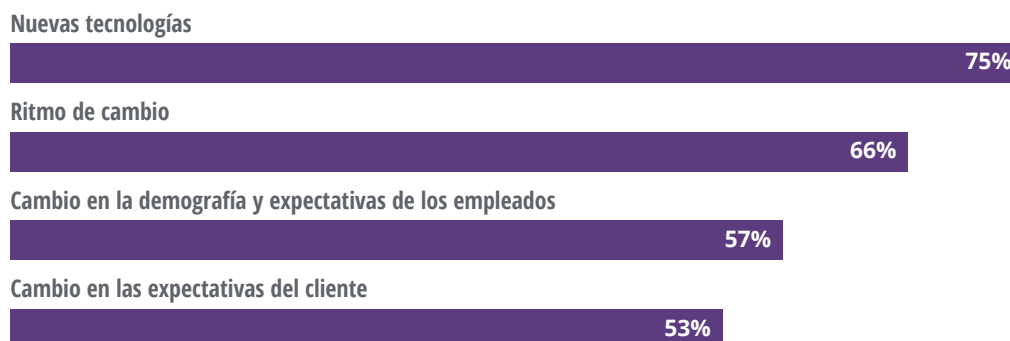 Nuevas tecnologías
75%
Ritmo de cambio
66%
Cambio en la demografía y expectativas de los empleados
57%
Cambio en las expectativas del cliente
53%